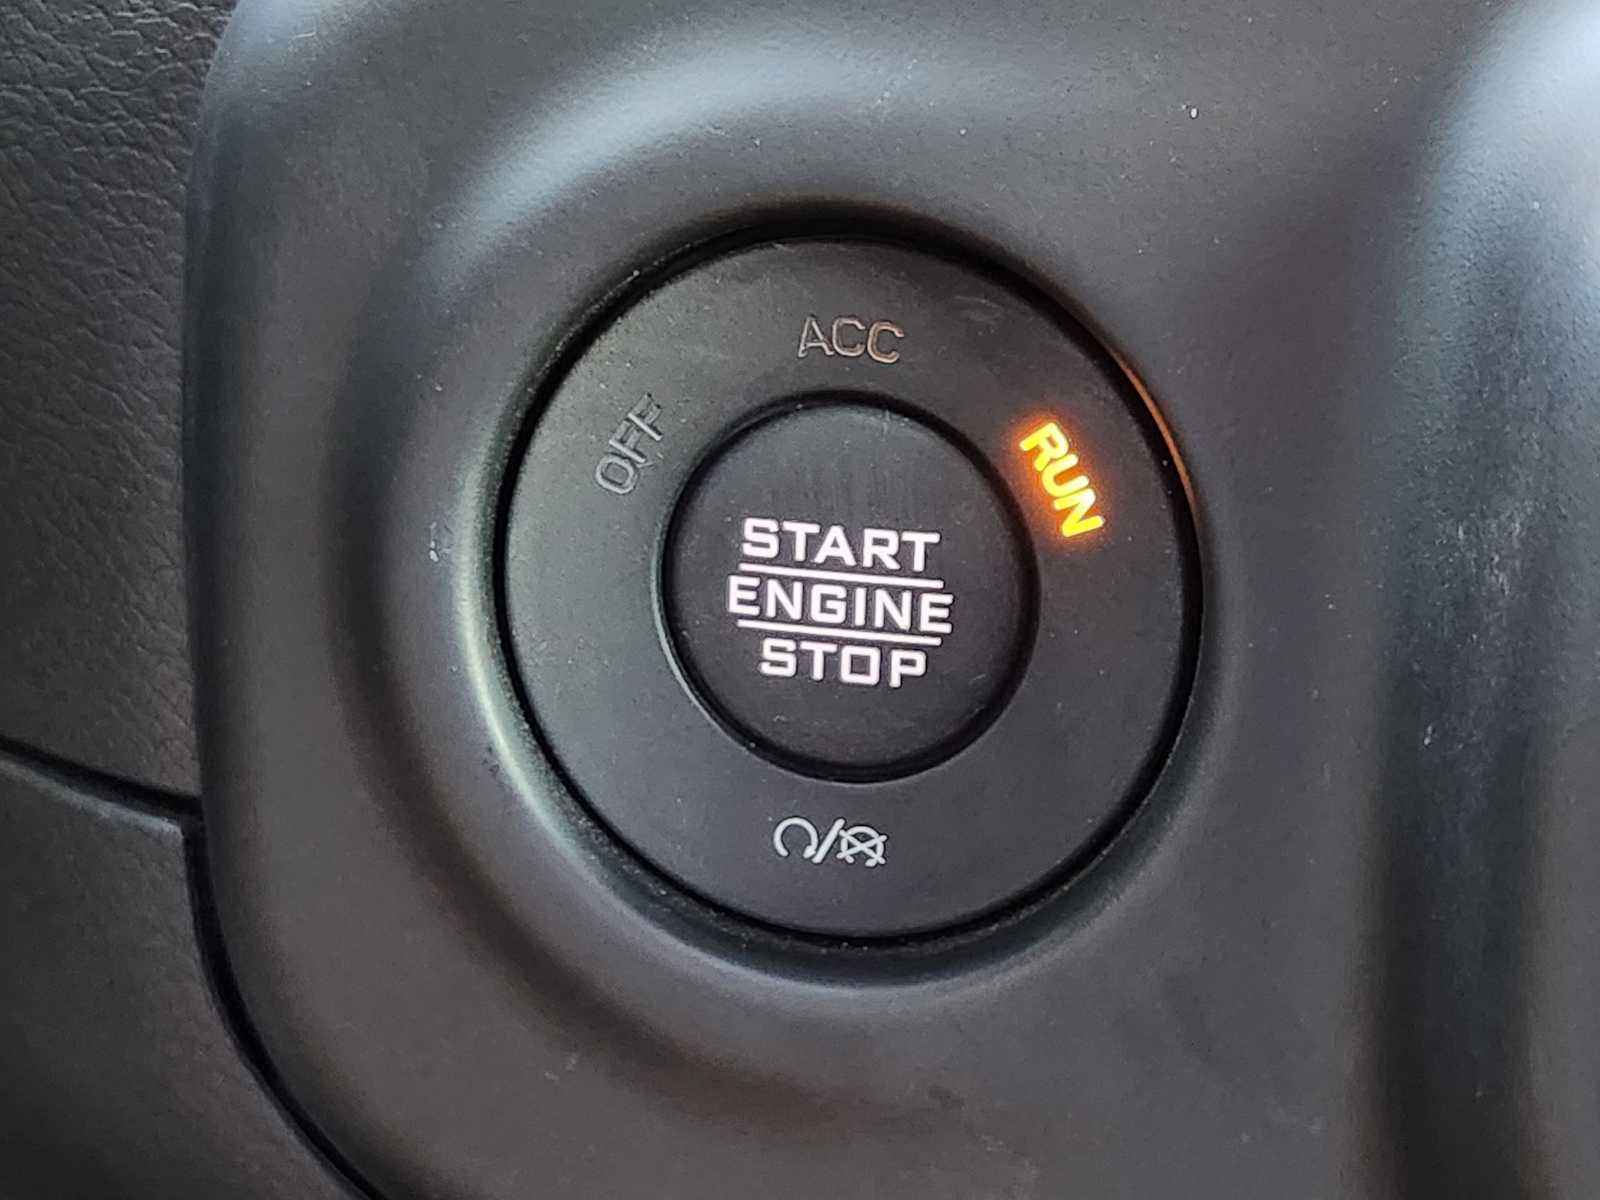 ACC
OFF
RUN
START
ENGINE
STOP